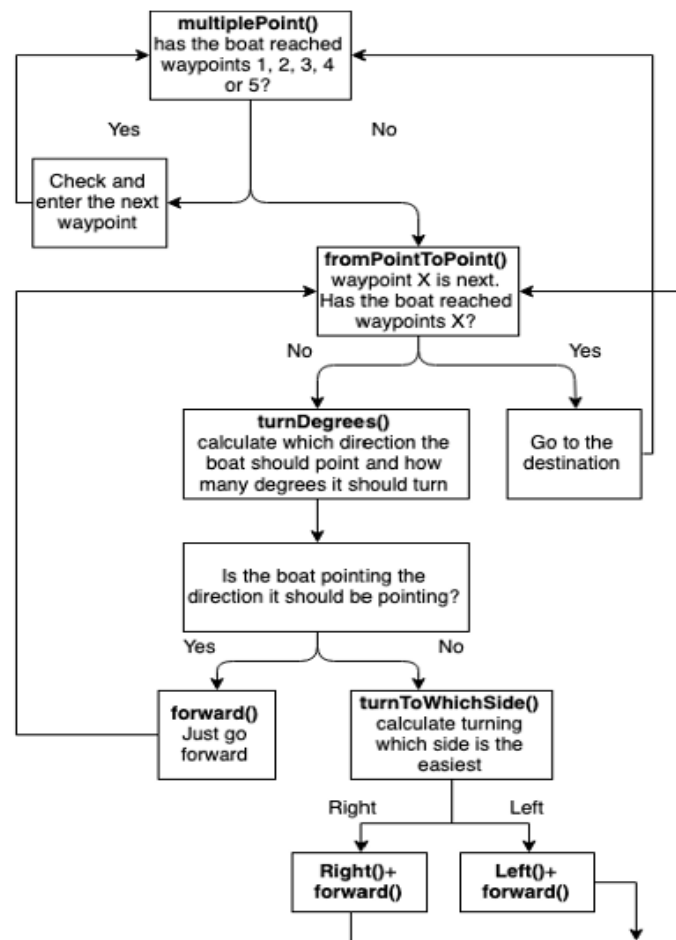 multiplePoint()
has the boat reached
waypoints 1, 2, 3, 4
or 5?
Yes
No
Check and
enter the next
waypoint
fromPointToPoint()
waypoint X is next.
Has the boat reached
waypoints X?
No
Yes
turnDegrees()
calculate which direction the
boat should point and how
many degrees it should turn
Go to the
destination
Is the boat pointing the
direction it should be pointing?
Yes
No
forward()
Just go
forward
turnToWhichSide()
calculate turning
which side is the
easiest
Right
Left
Right()+
forward()
Left()+
forward()